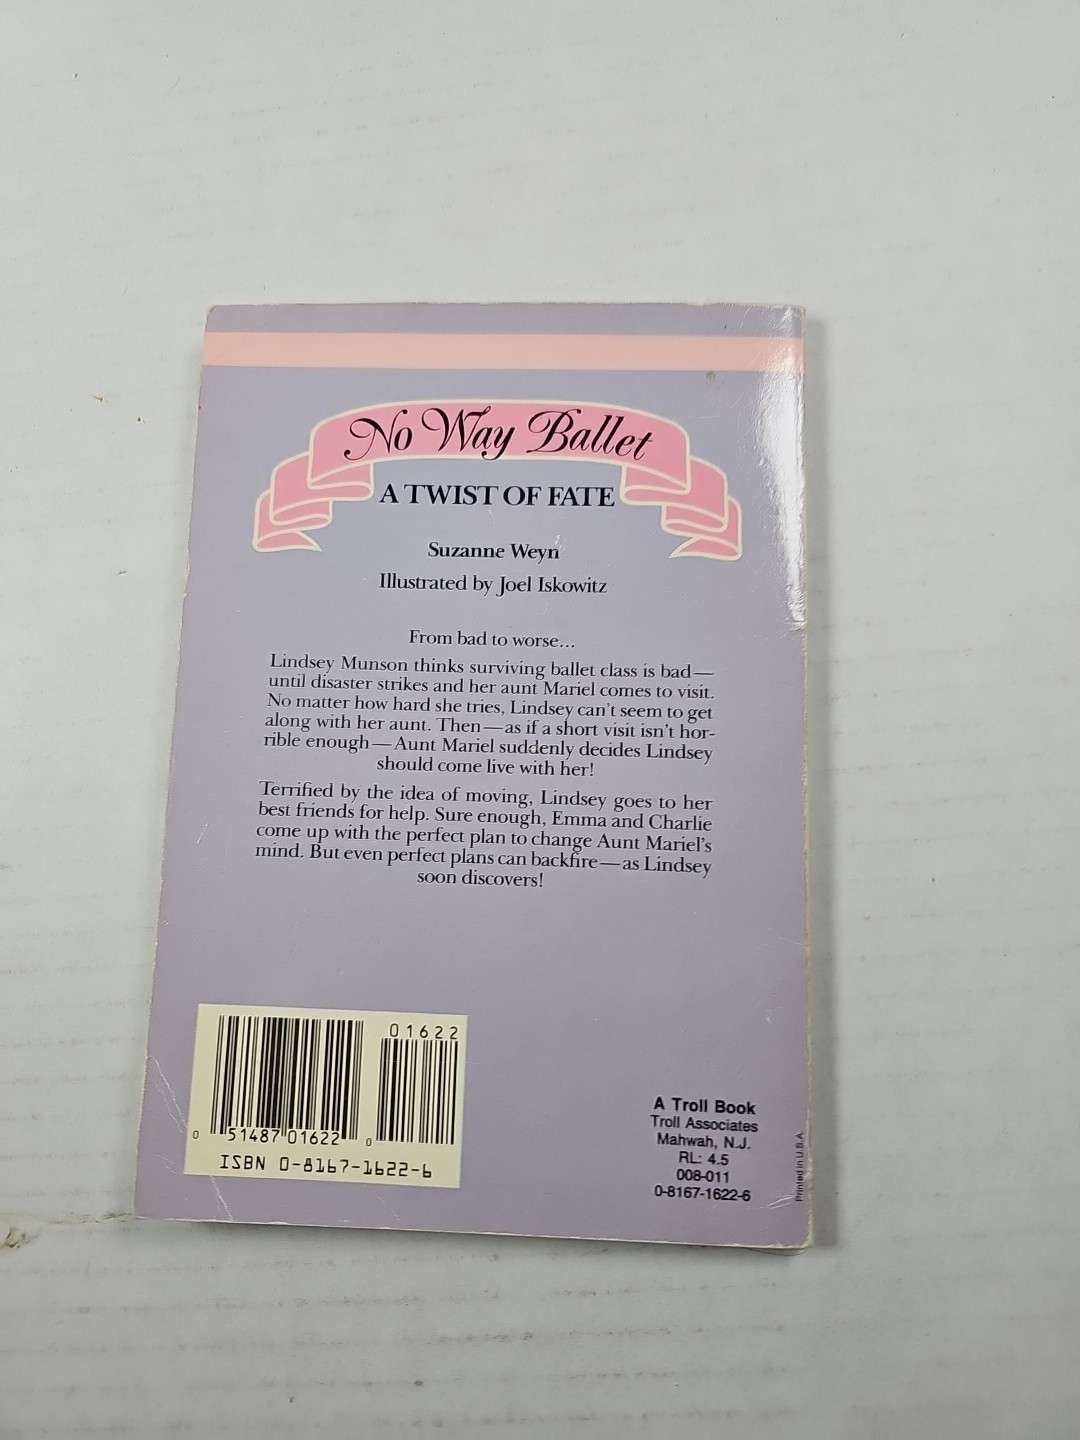 No Way Ballet
A TWIST OF FATE
Suzanne Weyn
Illustrated by Joel Iskowitz
From bad to worse...
Lindsey Munson thinks surviving ballet class is bad—
until disaster strikes and her aunt Mariel comes to visit.
No matter how hard she tries, Lindsey can't seem to get
along with her aunt. Then—as if a short visit isn't hor-
rible enough—Aunt Mariel suddenly decides Lindsey
should come live with her!
Terrified by the idea of moving, Lindsey goes to her
best friends for help. Sure enough, Emma and Charlie
come up with the perfect plan to change Aunt Mariel's
mind. But even perfect plans can backfire—as Lindsey
soon discovers!
01622
0 51487 01622 0
ISBN 0-8167-1622-6
A Troll Book
Troll Associates
Mahwah, N.J.
RL: 4.5
008-011
0-8167-1622-6
Printed in U.S.A.